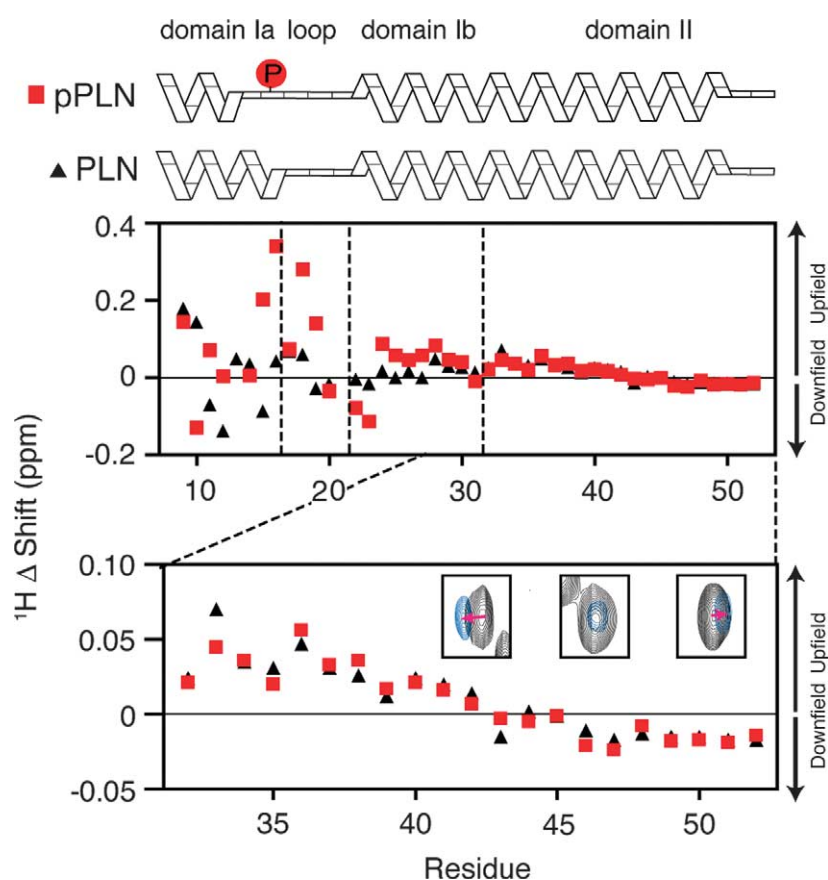 domain Ia loop domain Ib domain II
P
pPLN
PLN
0.4
0.2
0
-0.2
10 20 30 40 50
Downfield Upfield
¹H Δ Shift (ppm)
0.10
0.05
0
-0.05
35 40 45 50
Downfield Upfield
Residue